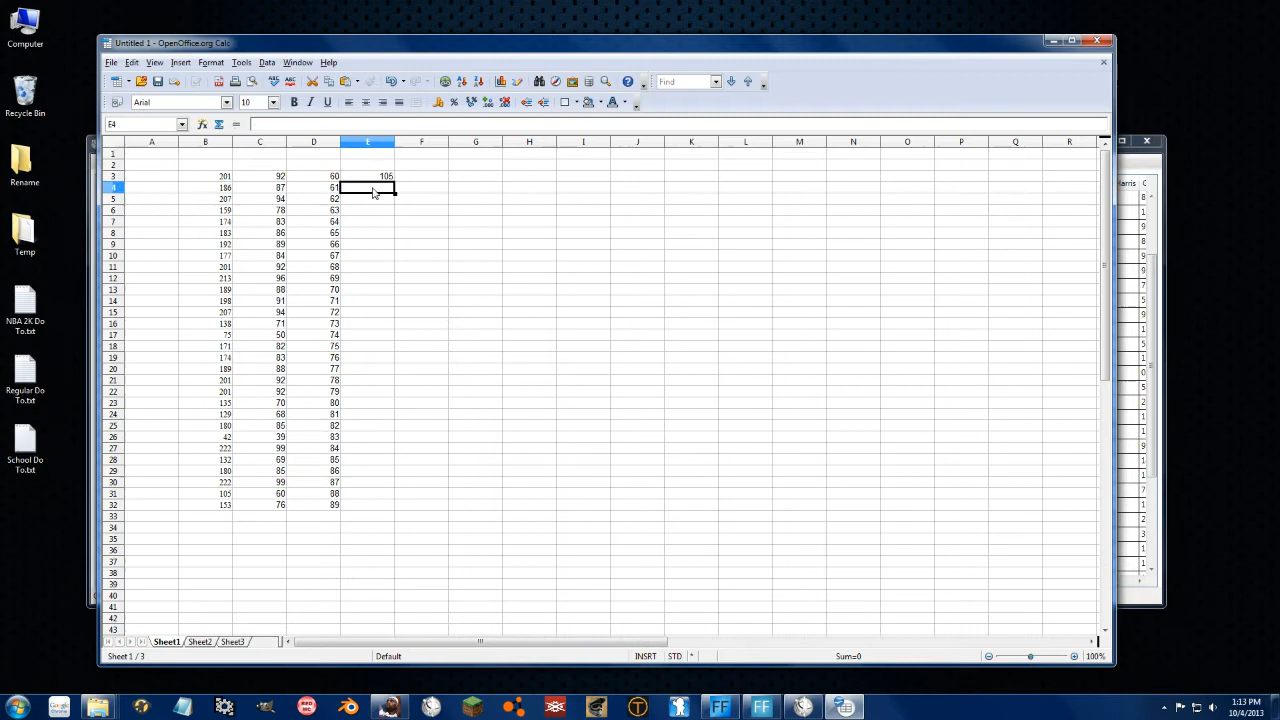 Computer
Recycle Bin
Rename
Temp
NBA 2K Do
To.txt
Regular Do
To.txt
School Do
To.txt
Untitled 1 - OpenOffice.org Calc
File Edit View Insert Format Tools Data Window Help
Find
Arial 10
E4
A B C D E F G H I J K L M N O P Q R
1
2
3 201 92 60 105
4 186 87 61
5 207 94 62
6 159 78 63
7 174 83 64
8 183 86 65
9 192 89 66
10 177 84 67
11 201 92 68
12 213 96 69
13 189 88 70
14 198 91 71
15 207 94 72
16 138 71 73
17 75 50 74
18 171 82 75
19 174 83 76
20 189 88 77
21 201 92 78
22 201 92 79
23 135 70 80
24 129 68 81
25 180 85 82
26 42 39 83
27 222 99 84
28 132 69 85
29 180 85 86
30 222 99 87
31 105 60 88
32 153 76 89
33
34
35
36
37
38
39
40
41
42
43
Sheet1 Sheet2 Sheet3
Sheet 1 / 3 Default INSRT STD * Sum=0 100%
Harris
Google
1:13 PM
10/4/2013